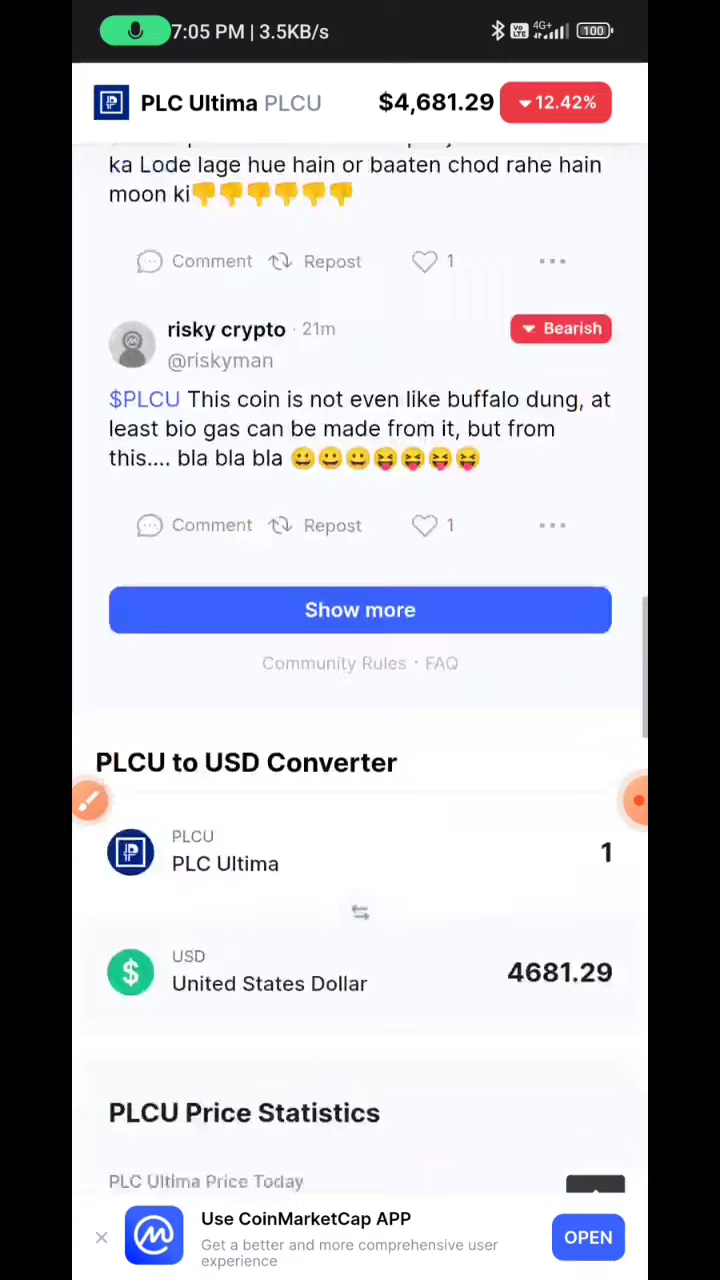 7:05 PM | 3.5KB/s
Vo LTE 4G+ 100
PLC Ultima PLCU $4,681.29 12.42%
ka Lode lage hue hain or baaten chod rahe hain
moon ki👎👎👎👎👎👎
Comment Repost 1
risky crypto · 21m Bearish
@riskyman
$PLCU This coin is not even like buffalo dung, at
least bio gas can be made from it, but from
this.... bla bla bla 😀😀😀😝😝😝😝
Comment Repost 1
Show more
Community Rules · FAQ
PLCU to USD Converter
PLCU
PLC Ultima 1
USD
United States Dollar 4681.29
PLCU Price Statistics
PLC Ultima Price Today
Use CoinMarketCap APP
Get a better and more comprehensive user
experience
OPEN